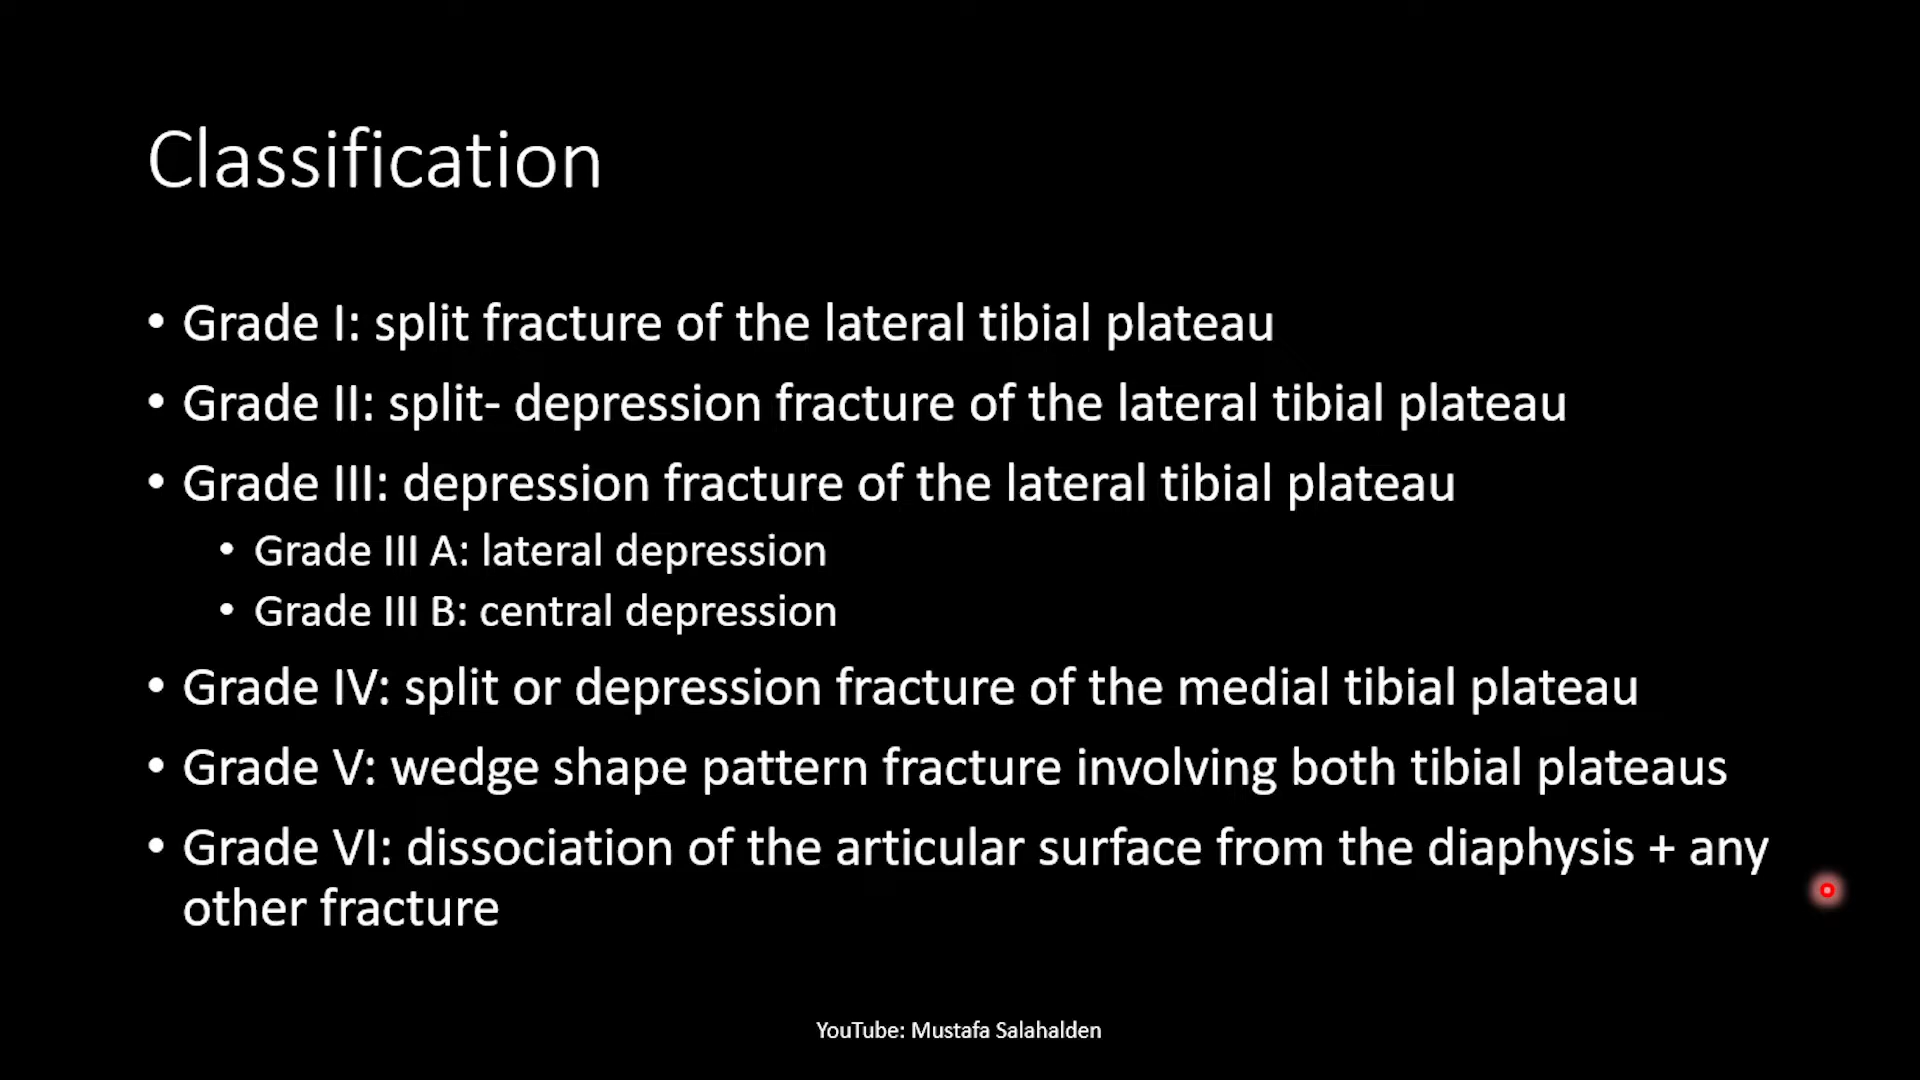 Classification
• Grade I: split fracture of the lateral tibial plateau
• Grade II: split- depression fracture of the lateral tibial plateau
• Grade III: depression fracture of the lateral tibial plateau
• Grade III A: lateral depression
• Grade III B: central depression
• Grade IV: split or depression fracture of the medial tibial plateau
• Grade V: wedge shape pattern fracture involving both tibial plateaus
• Grade VI: dissociation of the articular surface from the diaphysis + any
other fracture
YouTube: Mustafa Salahalden